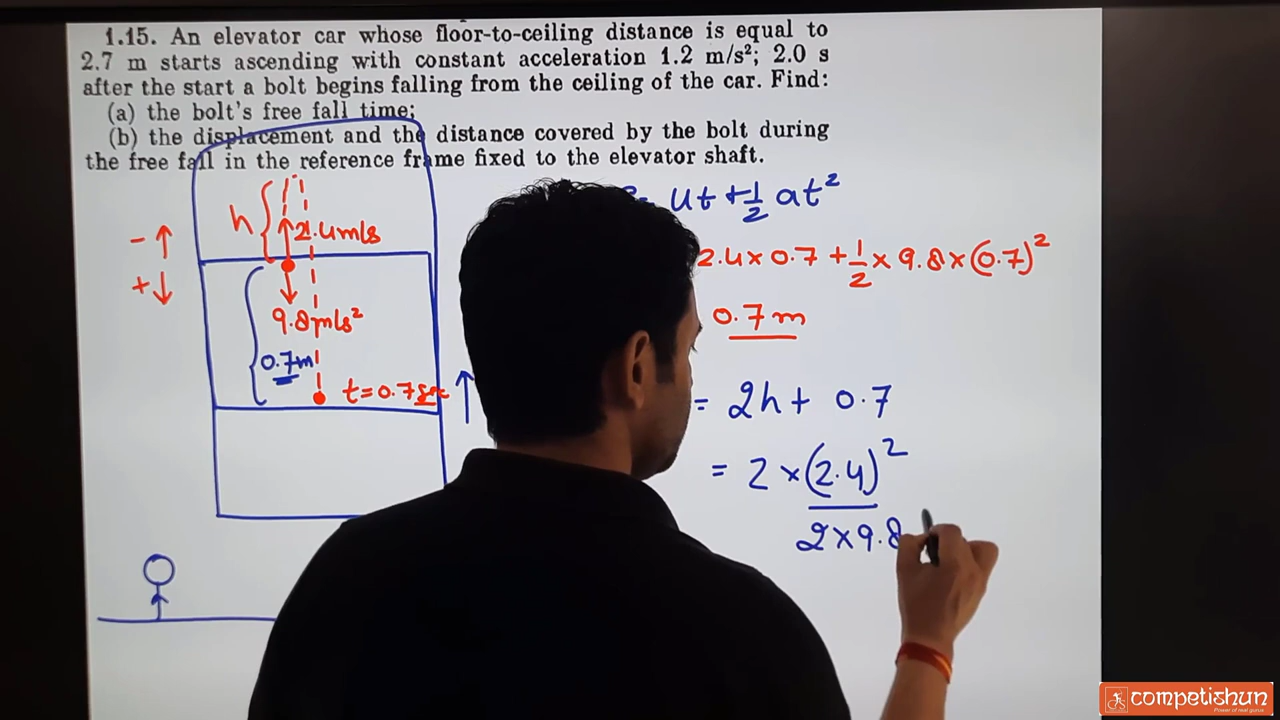 1.15. An elevator car whose floor-to-ceiling distance is equal to
2.7 m starts ascending with constant acceleration 1.2 m/s²; 2.0 s
after the start a bolt begins falling from the ceiling of the car. Find:
(a) the bolt's free fall time;
(b) the displacement and the distance covered by the bolt during
the free fall in the reference frame fixed to the elevator shaft.
- ↑
+ ↓
h
2.4m/s
9.8m/s²
0.7m
t=0.7sec
ut + 1/2 at²
2.4 x 0.7 + 1/2 x 9.8 x (0.7)²
0.7 m
= 2h + 0.7
= 2 x (2.4)²
2 x 9.8
competishun
Power of real gurus